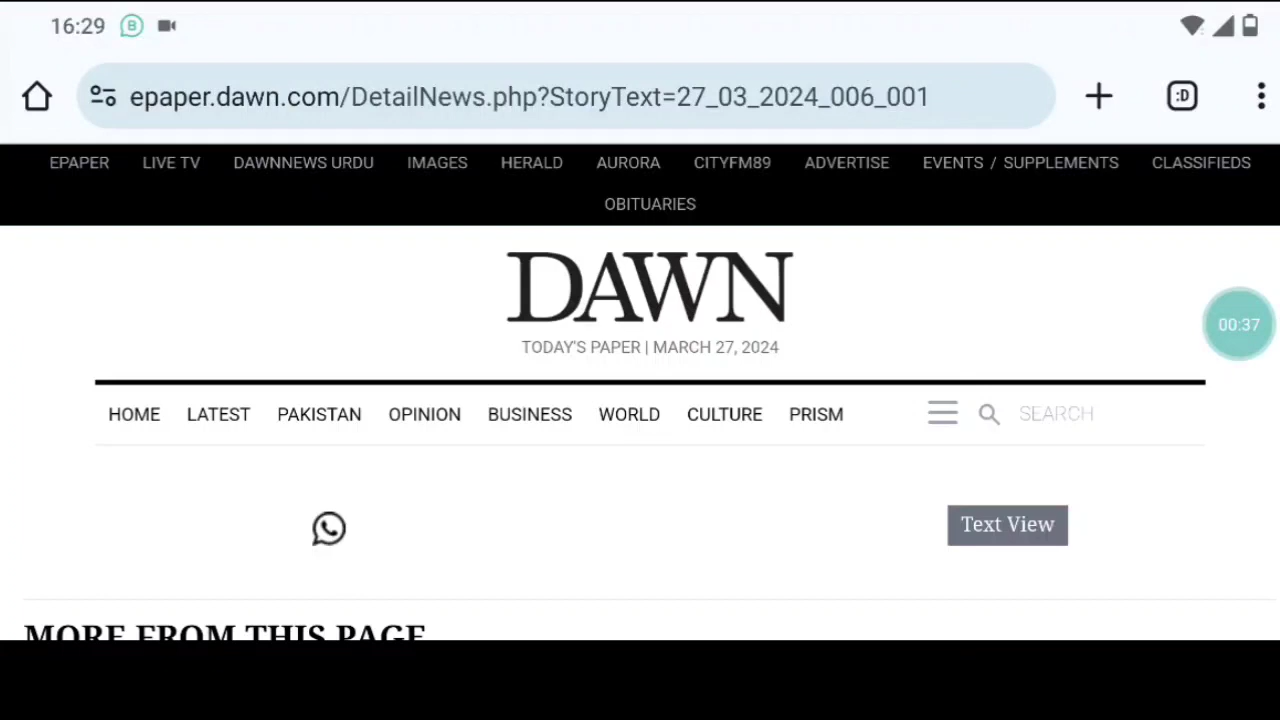 16:29
epaper.dawn.com/DetailNews.php?StoryText=27_03_2024_006_001
:D
EPAPER LIVE TV DAWNNEWS URDU IMAGES HERALD AURORA CITYFM89 ADVERTISE EVENTS / SUPPLEMENTS CLASSIFIEDS
OBITUARIES
DAWN
TODAY'S PAPER | MARCH 27, 2024
00:37
HOME LATEST PAKISTAN OPINION BUSINESS WORLD CULTURE PRISM SEARCH
Text View
MORE FROM THIS PAGE